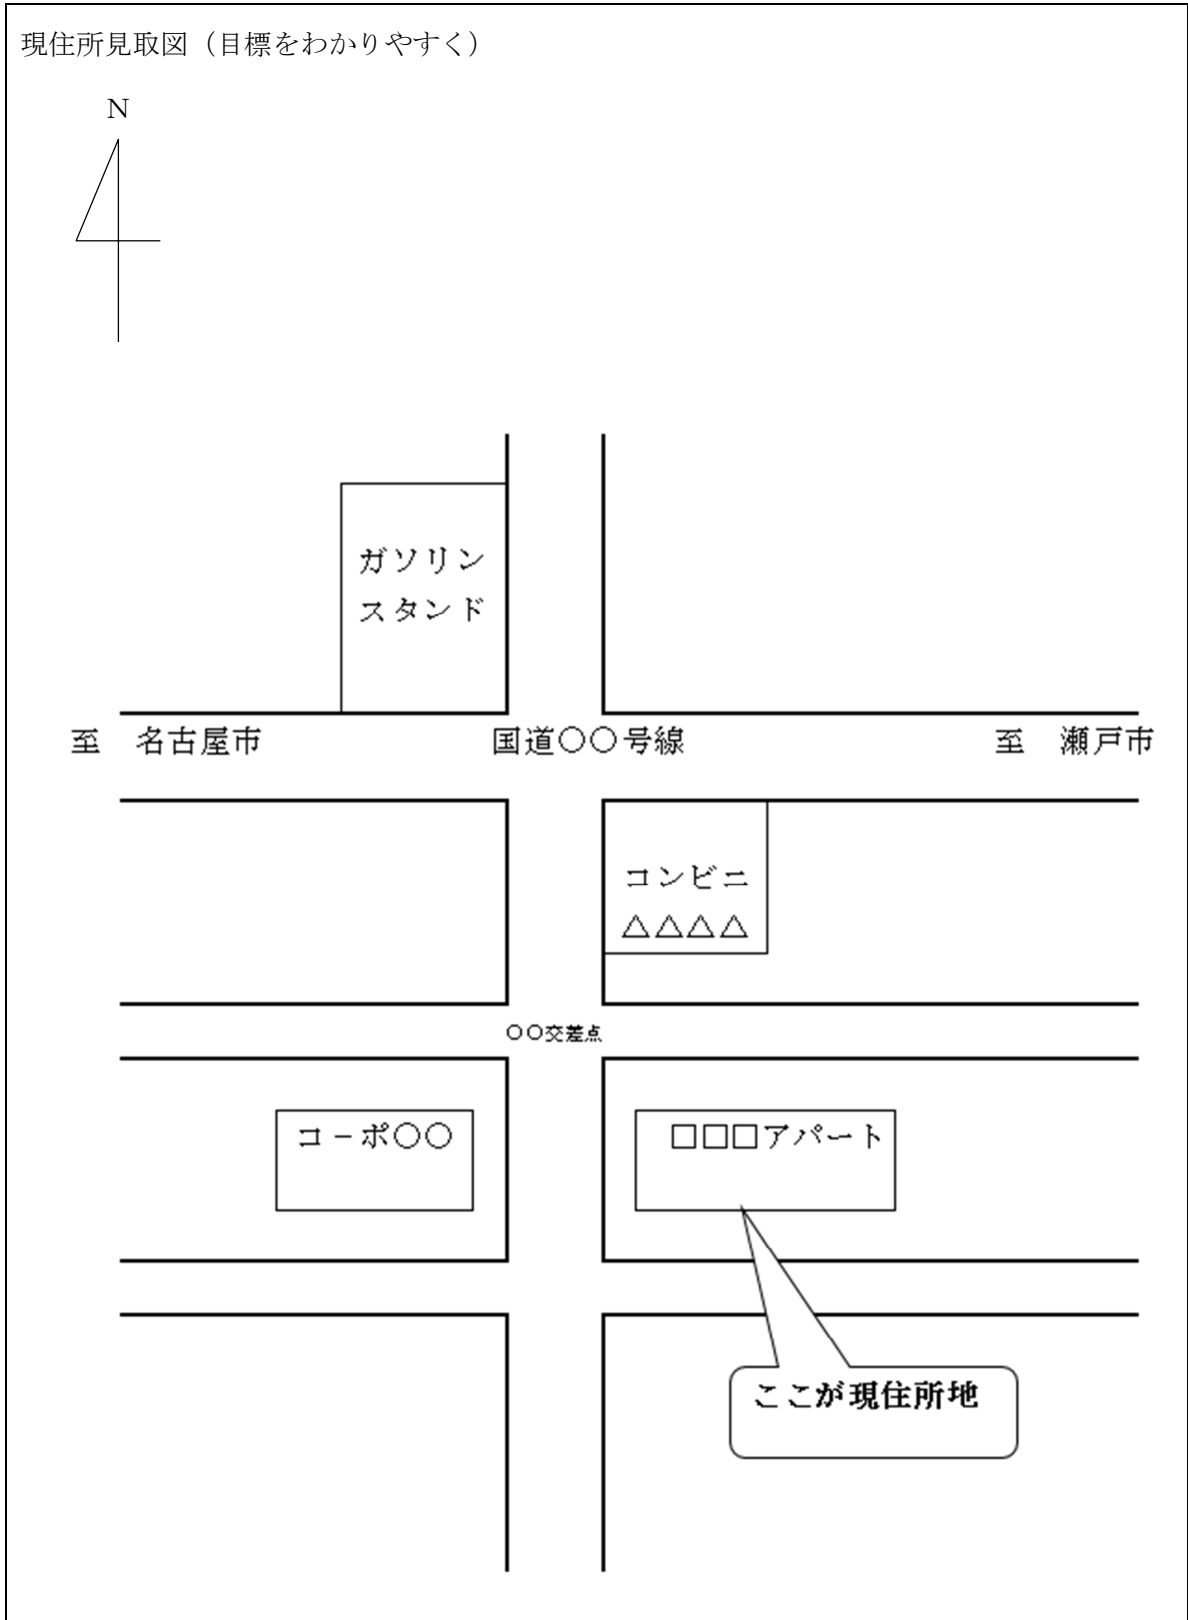 現住所見取図（目標をわかりやすく）
N
ガソリン
スタンド
至　名古屋市　国道〇〇号線　至　瀬戸市
コンビニ
△△△△
〇〇交差点
コーポ〇〇　□□□アパート
ここが現住所地